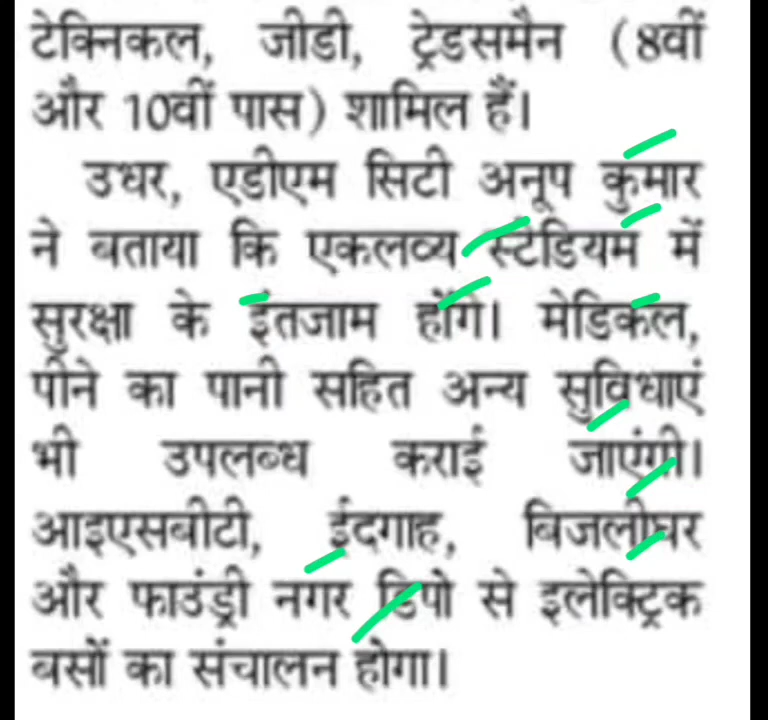 टेक्निकल, जीडी, ट्रेडसमैन (8वीं
और 10वीं पास) शामिल हैं।
उधर, एडीएम सिटी अनूप कुमार
ने बताया कि एकलव्य स्टेडियम में
सुरक्षा के इंतजाम होंगे। मेडिकल,
पीने का पानी सहित अन्य सुविधाएं
भी उपलब्ध कराई जाएंगी।
आइएसबीटी, ईदगाह, बिजलीघर
और फाउंड्री नगर डिपो से इलेक्ट्रिक
बसों का संचालन होगा।